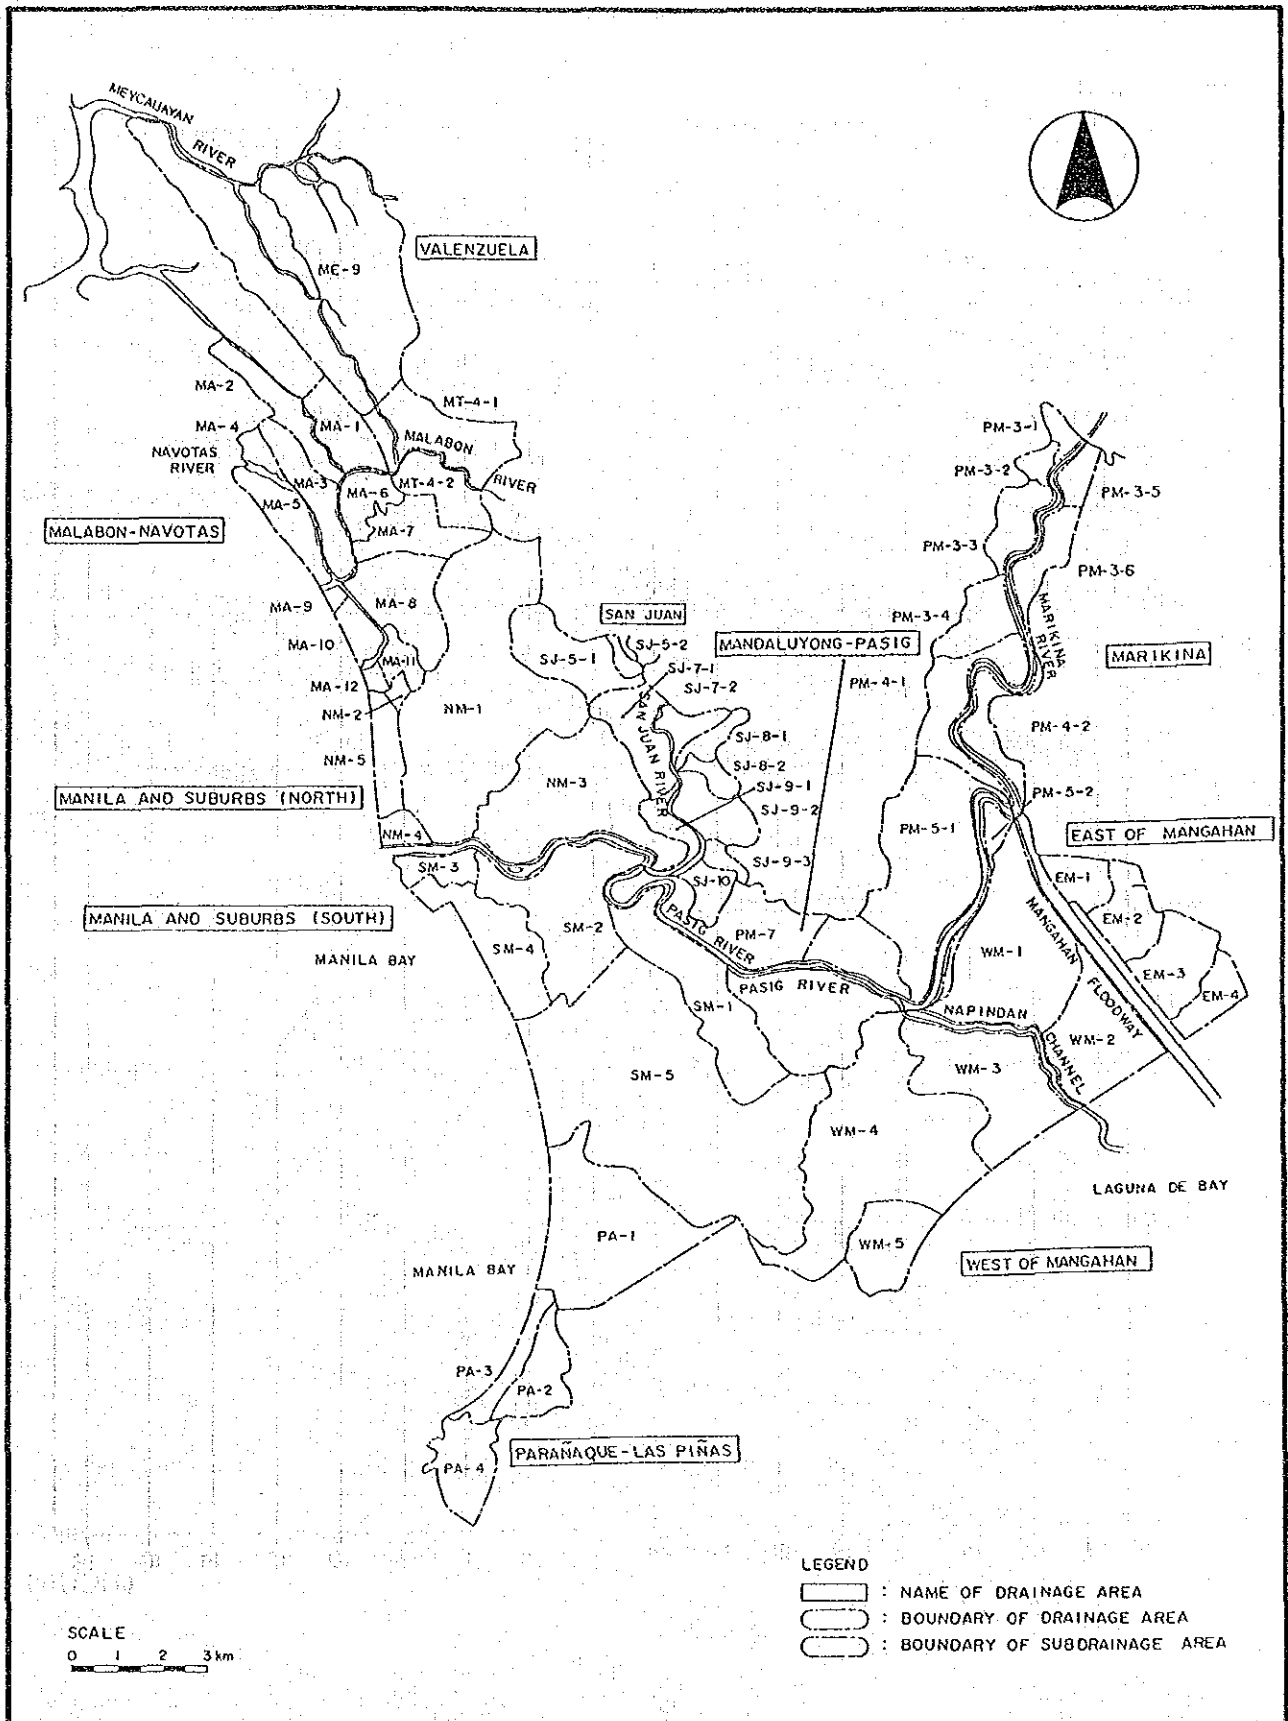 MEYCAUAYAN
RIVER
VALENZUELA
ME-9
MA-2
MT-4-1
MA-4
MA-1
MALABON
RIVER
NAVOTAS
RIVER
MA-3
MA-6
MT-4-2
MA-5
MA-7
MALABON-NAVOTAS
PM-3-1
PM-3-2
PM-3-5
PM-3-3
PM-3-6
MA-9
MA-8
PM-3-4
MARIKINA
RIVER
SAN JUAN
MA-10
MA-11
SJ-5-1
SJ-5-2
MANDALUYONG-PASIG
MARIKINA
SJ-7-1
MA-12
SJ-7-2
PM-4-1
NM-2
NM-1
SAN JUAN RIVER
PM-4-2
SJ-8-1
NM-5
SJ-8-2
NM-3
SJ-9-1
PM-5-2
MANILA AND SUBURBS (NORTH)
SJ-9-2
NM-4
PM-5-1
EAST OF MANGAHAN
SM-3
SJ-9-3
EM-1
SJ-10
MANILA AND SUBURBS (SOUTH)
EM-2
SM-2
PASIG RIVER
PM-7
MANGAHAN
FLOODWAY
SM-4
WM-1
MANILA BAY
EM-3
PASIG RIVER
EM-4
SM-1
NAPINDAN
CHANNEL
WM-2
WM-3
SM-5
WM-4
LAGUNA DE BAY
PA-1
WM-5
MANILA BAY
WEST OF MANGAHAN
PA-3
PA-2
PARAÑAQUE-LAS PIÑAS
PA-4
LEGEND
: NAME OF DRAINAGE AREA
: BOUNDARY OF DRAINAGE AREA
: BOUNDARY OF SUBDRAINAGE AREA
SCALE
0 1 2 3 km